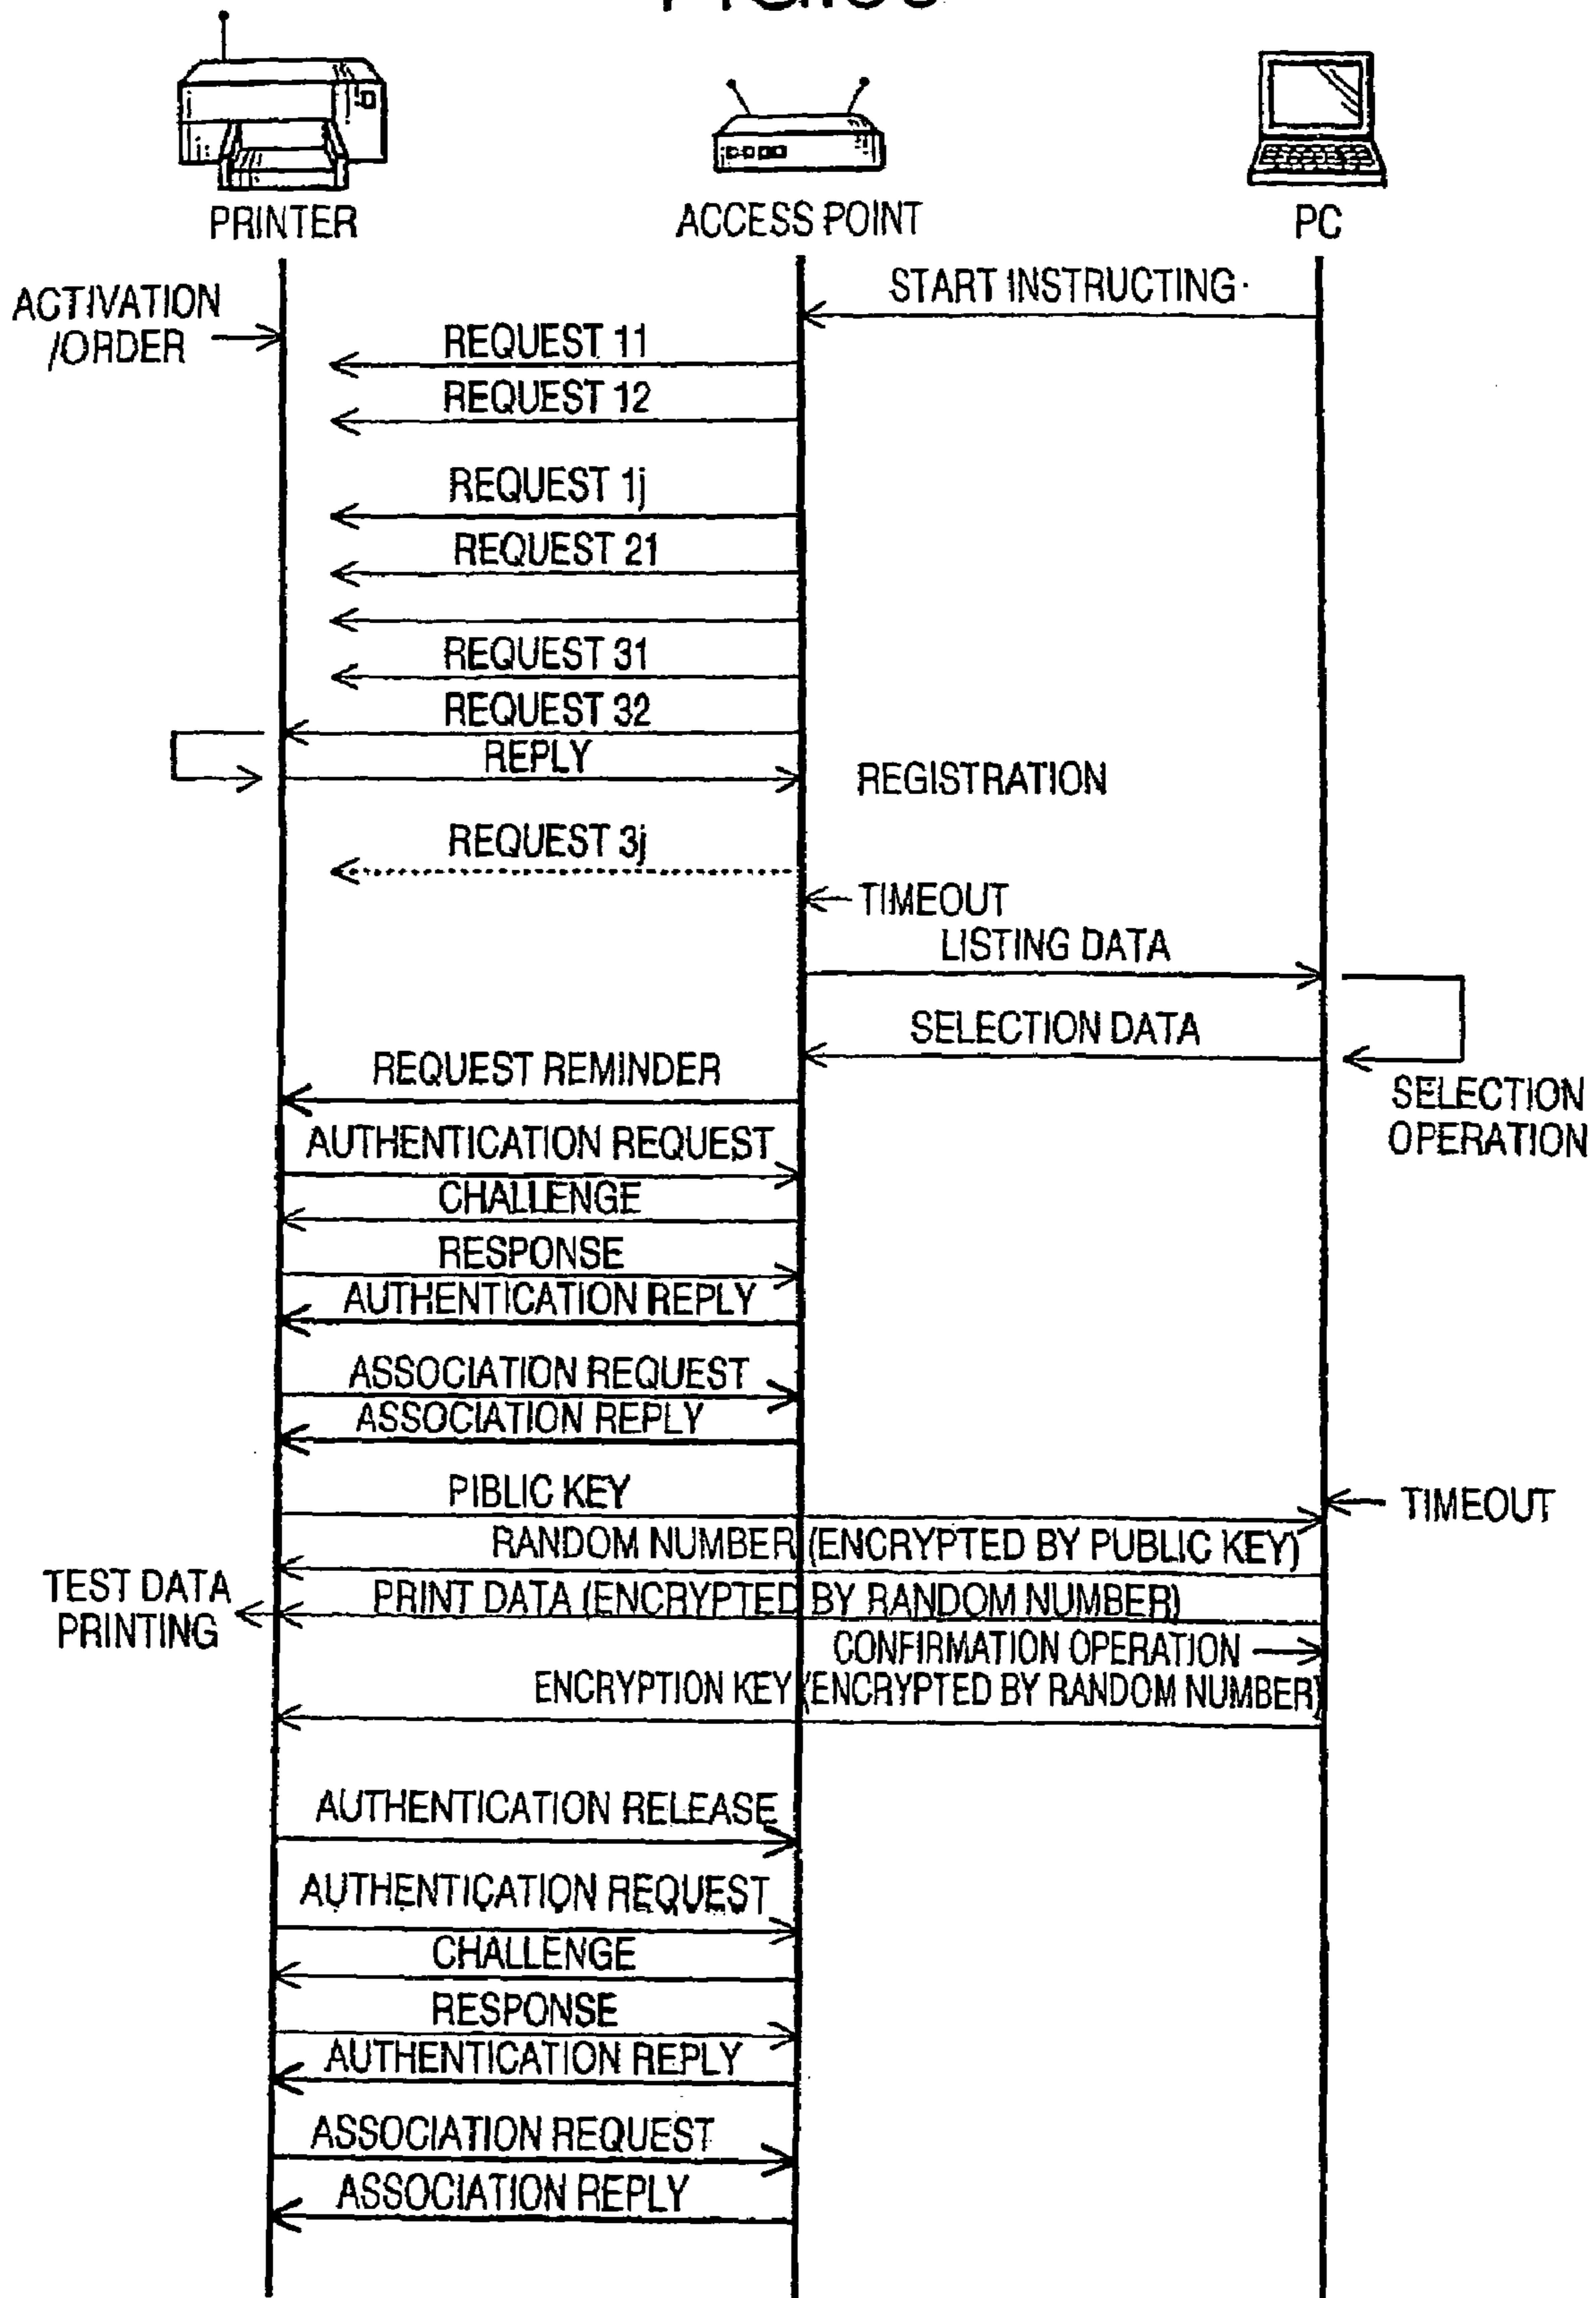 PRINTER
ACCESS POINT
PC
START INSTRUCTING
ACTIVATION
/ORDER
REQUEST 11
REQUEST 12
REQUEST 1j
REQUEST 21
REQUEST 31
REQUEST 32
REPLY
REGISTRATION
REQUEST 3j
TIMEOUT
LISTING DATA
SELECTION DATA
REQUEST REMINDER
SELECTION
OPERATION
AUTHENTICATION REQUEST
CHALLENGE
RESPONSE
AUTHENTICATION REPLY
ASSOCIATION REQUEST
ASSOCIATION REPLY
PIBLIC KEY
TIMEOUT
RANDOM NUMBER (ENCRYPTED BY PUBLIC KEY)
TEST DATA
PRINTING
PRINT DATA (ENCRYPTED BY RANDOM NUMBER)
CONFIRMATION OPERATION
ENCRYPTION KEY (ENCRYPTED BY RANDOM NUMBER)
AUTHENTICATION RELEASE
AUTHENTICATION REQUEST
CHALLENGE
RESPONSE
AUTHENTICATION REPLY
ASSOCIATION REQUEST
ASSOCIATION REPLY